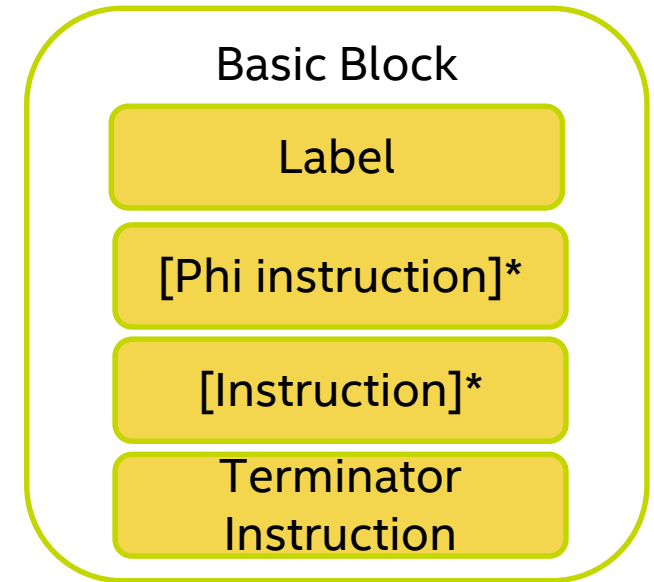 Basic Block
Label
[Phi instruction]*
[Instruction]*
Terminator
Instruction